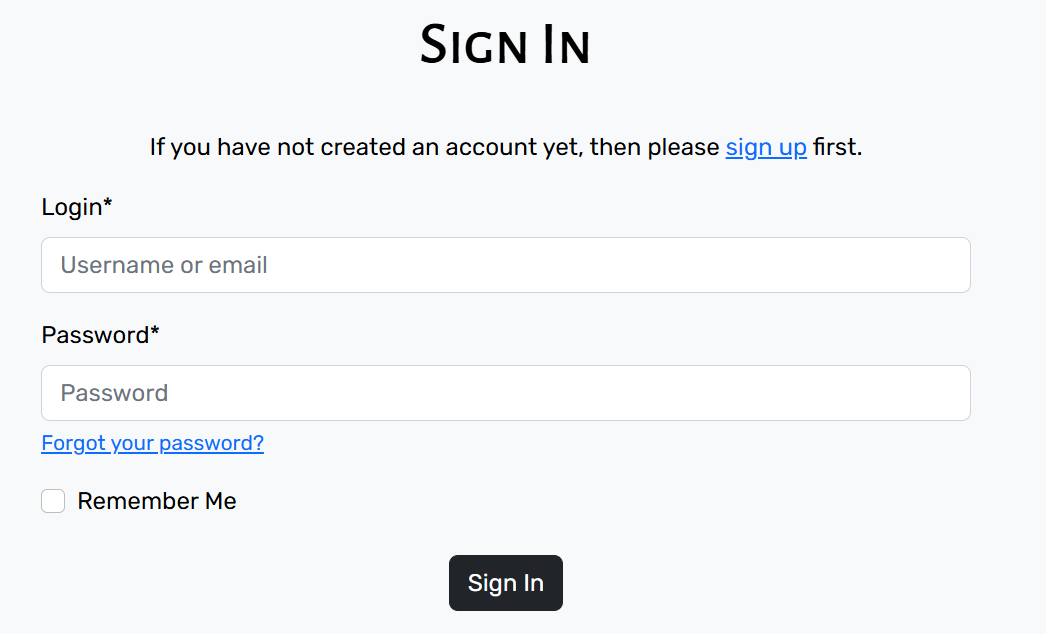 Sign In
If you have not created an account yet, then please sign up first.
Login*
Username or email
Password*
Password
Forgot your password?
Remember Me
Sign In